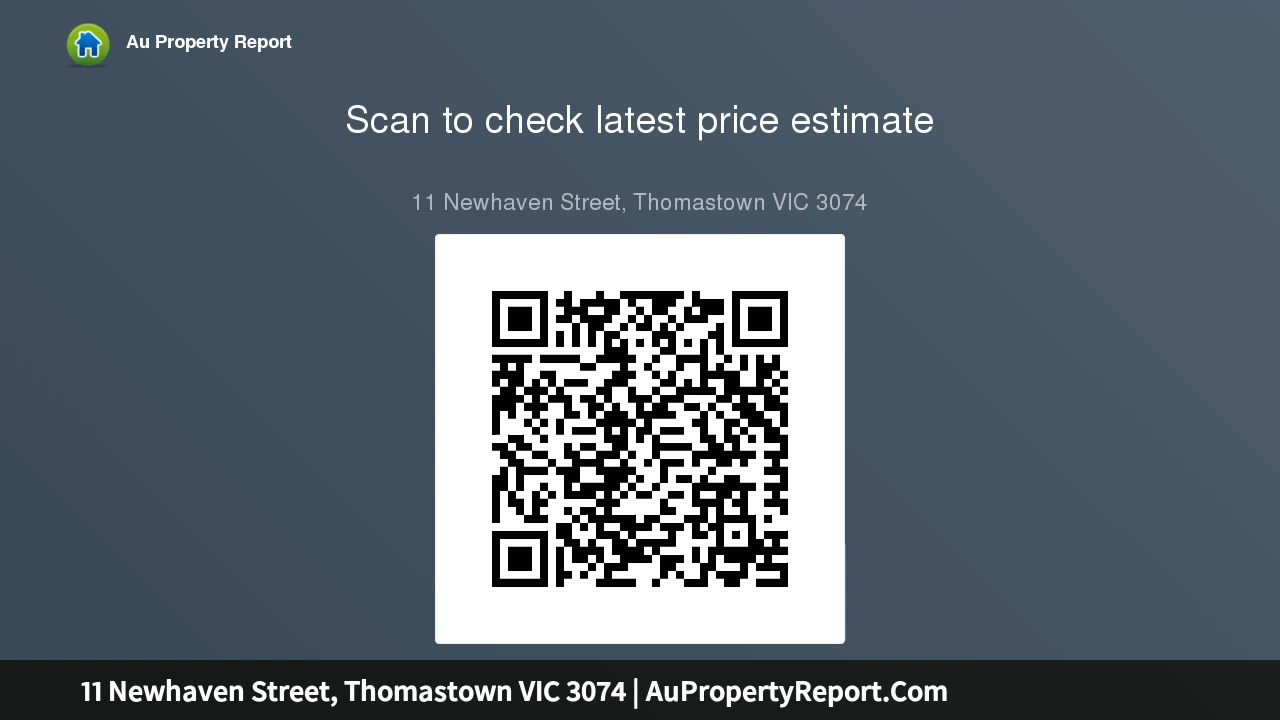 Au Property Report
Scan to check latest price estimate
11 Newhaven Street, Thomastown VIC 3074
11 Newhaven Street, Thomastown VIC 3074 | AuPropertyReport.Com